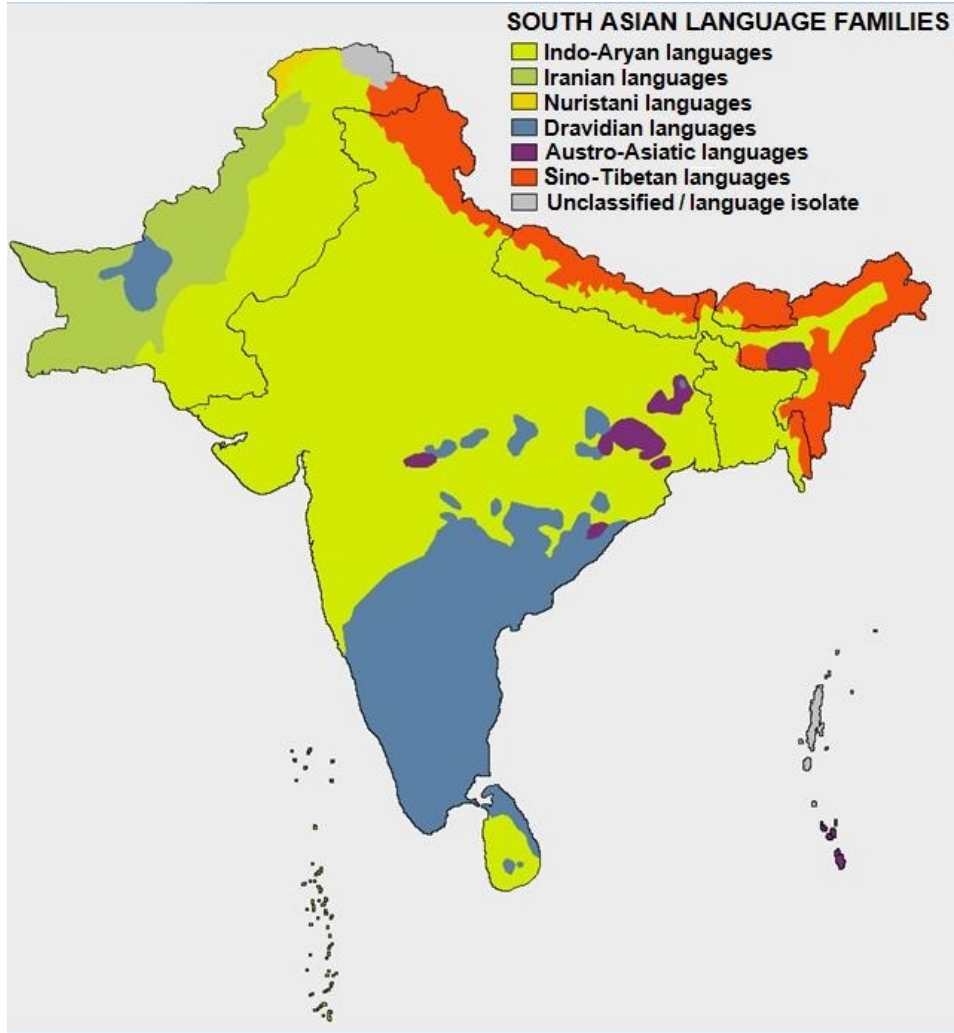 SOUTH ASIAN LANGUAGE FAMILIES
Indo-Aryan languages
Iranian languages
Nuristani languages
Dravidian languages
Austro-Asiatic languages
Sino-Tibetan languages
Unclassified / language isolate